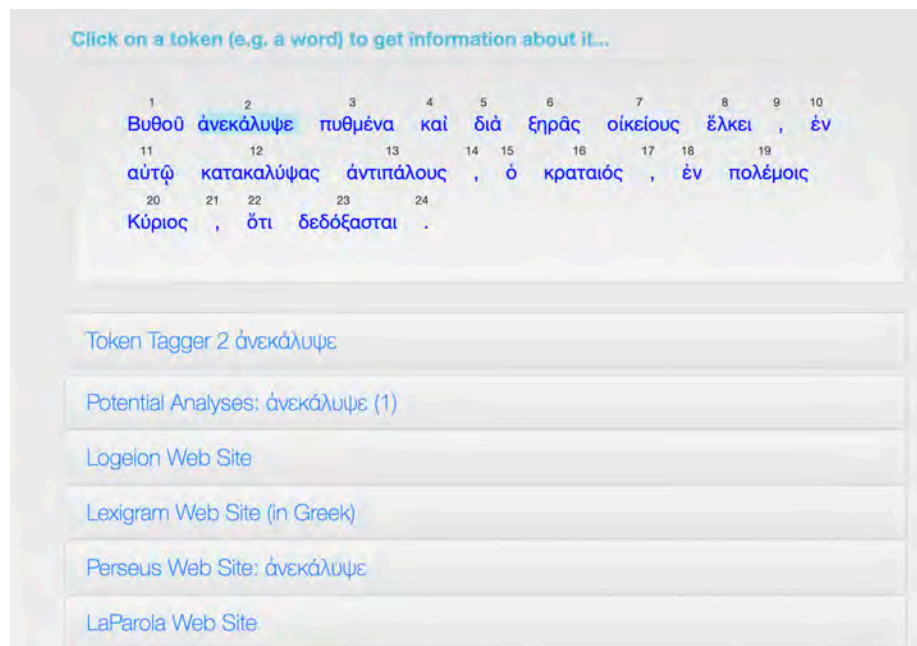 Click on a token (e.g. a word) to get information about it...
1 2 3 4 5 6 7 8 9 10
Βυθοῦ ἀνεκάλυψε πυθμένα καὶ διὰ ξηρᾶς οἰκείους ἕλκει , ἐν
11 12 13 14 15 16 17 18 19
αὐτῷ κατακαλύψας ἀντιπάλους , ὁ κραταιός , ἐν πολέμοις
20 21 22 23 24
Κύριος , ὅτι δεδόξασται .
Token Tagger 2 ἀνεκάλυψε
Potential Analyses: ἀνεκάλυψε (1)
Logeion Web Site
Lexigram Web Site (in Greek)
Perseus Web Site: ἀνεκάλυψε
LaParola Web Site